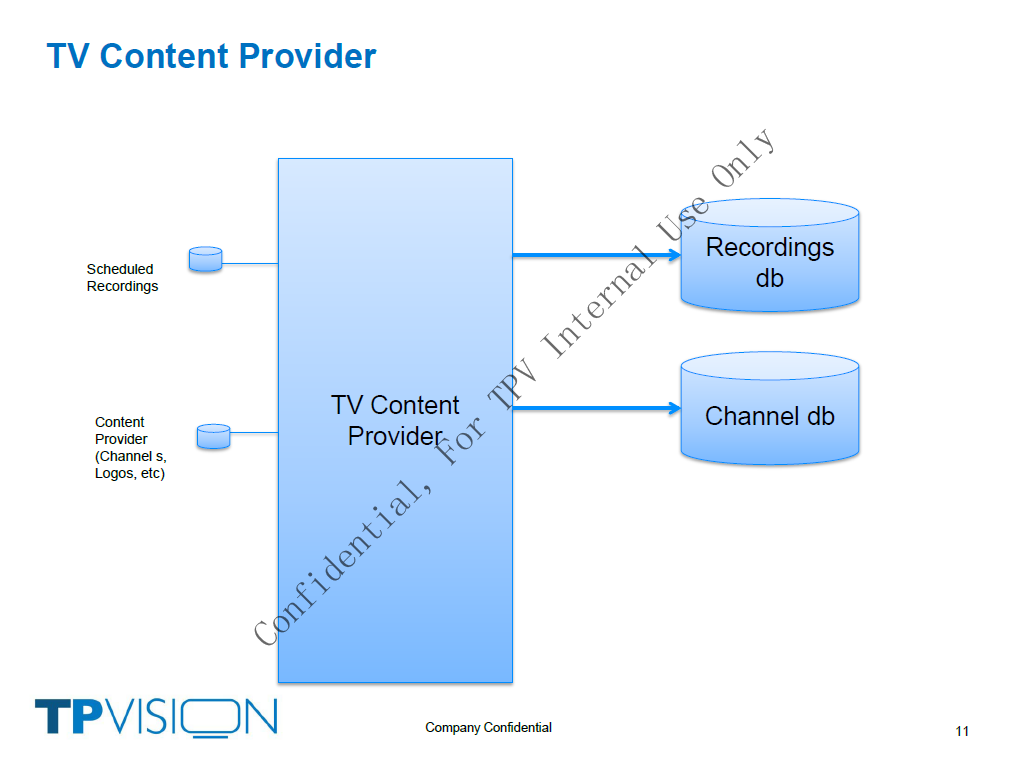 TV Content Provider
Scheduled
Recordings
Content
Provider
(Channel s,
Logos, etc)
TV Content
Provider
Recordings
db
Channel db
Confidential, For TPV Internal Use Only
TPVISION
Company Confidential
11